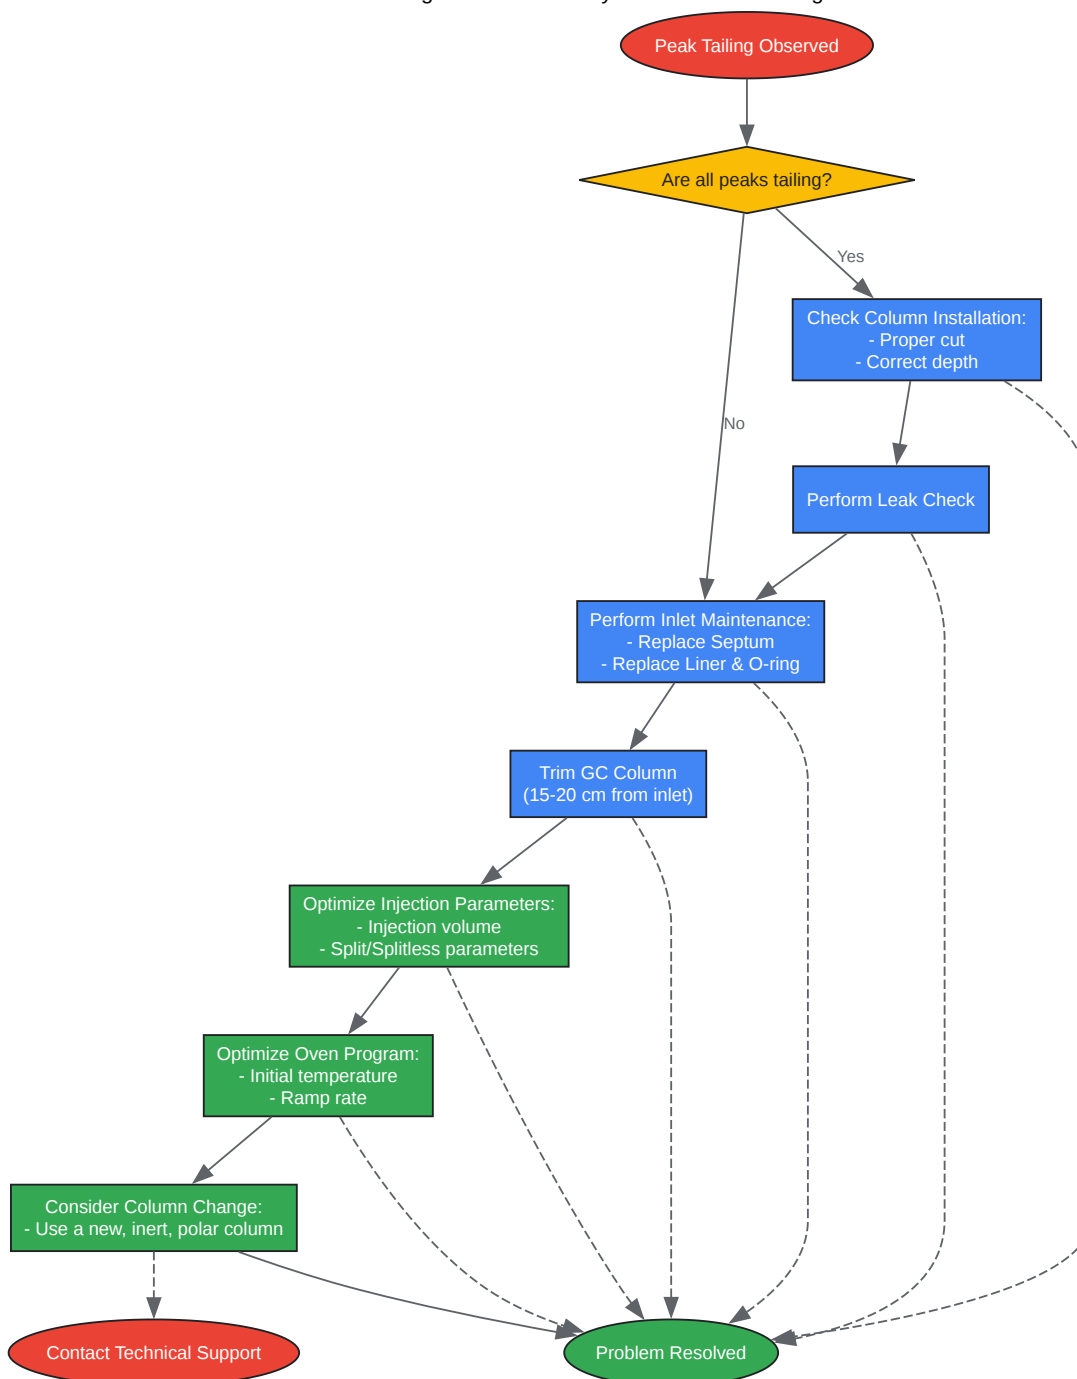 Peak Tailing Observed
Are all peaks tailing?
Yes
Check Column Installation:
- Proper cut
- Correct depth
No
Perform Leak Check
Perform Inlet Maintenance:
- Replace Septum
- Replace Liner & O-ring
Trim GC Column
(15-20 cm from inlet)
Optimize Injection Parameters:
- Injection volume
- Split/Splitless parameters
Optimize Oven Program:
- Initial temperature
- Ramp rate
Consider Column Change:
- Use a new, inert, polar column
Contact Technical Support
Problem Resolved